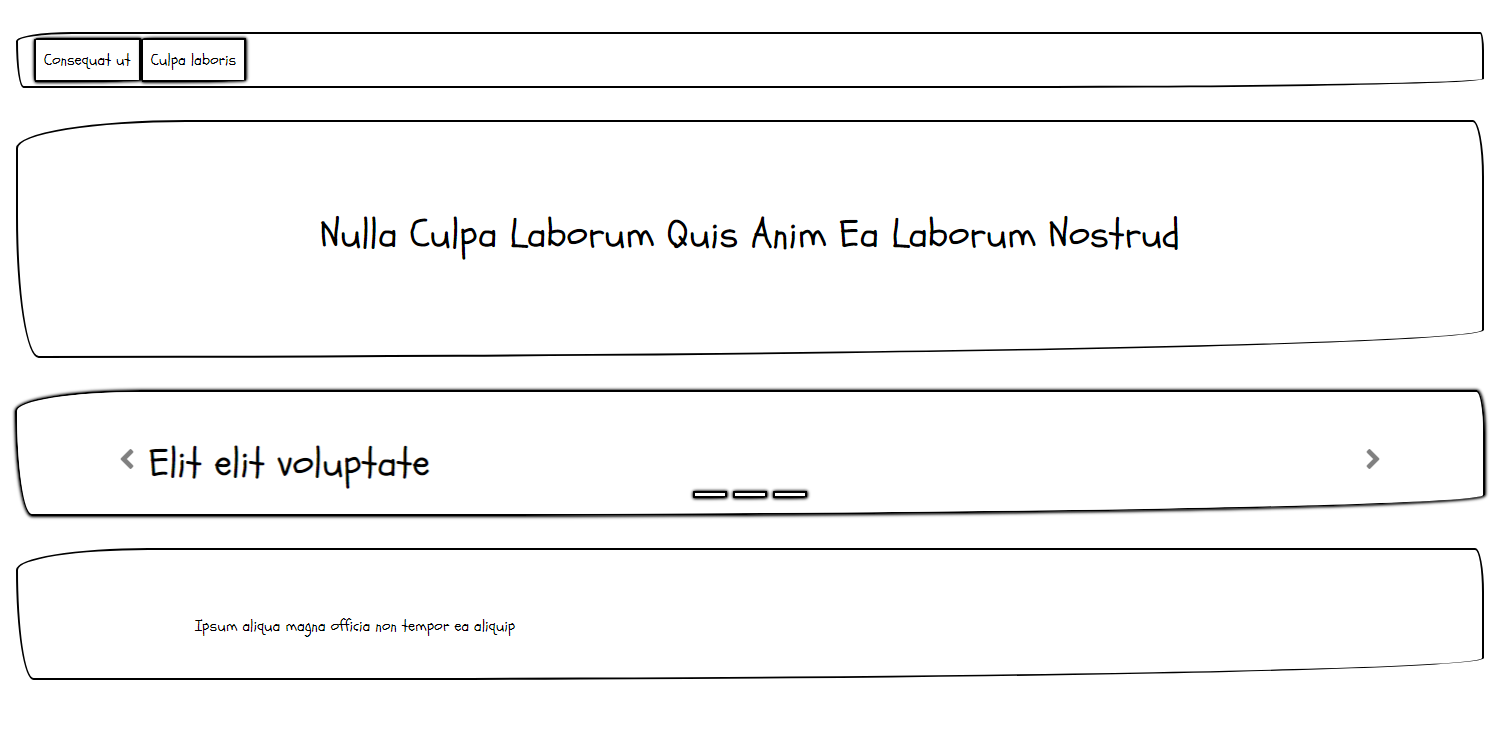 Consequat ut Culpa laboris
Nulla Culpa Laborum Quis Anim Ea Laborum Nostrud
Elit elit voluptate
Ipsum aliqua magna officia non tempor ea aliquip